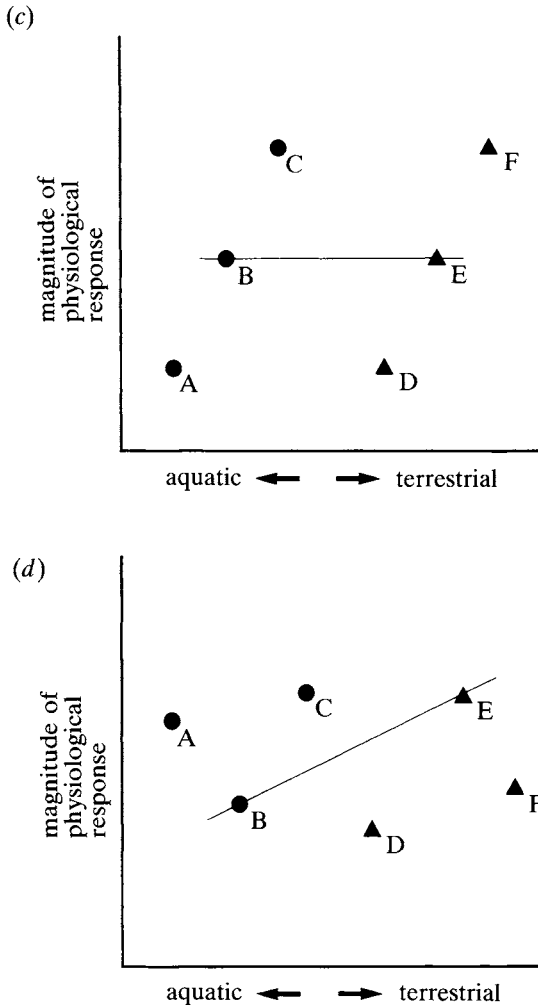 (c)
magnitude of
physiological
response
C
F
B
E
A
D
aquatic
terrestrial
(d)
magnitude of
physiological
response
A
C
E
B
D
F
aquatic
terrestrial